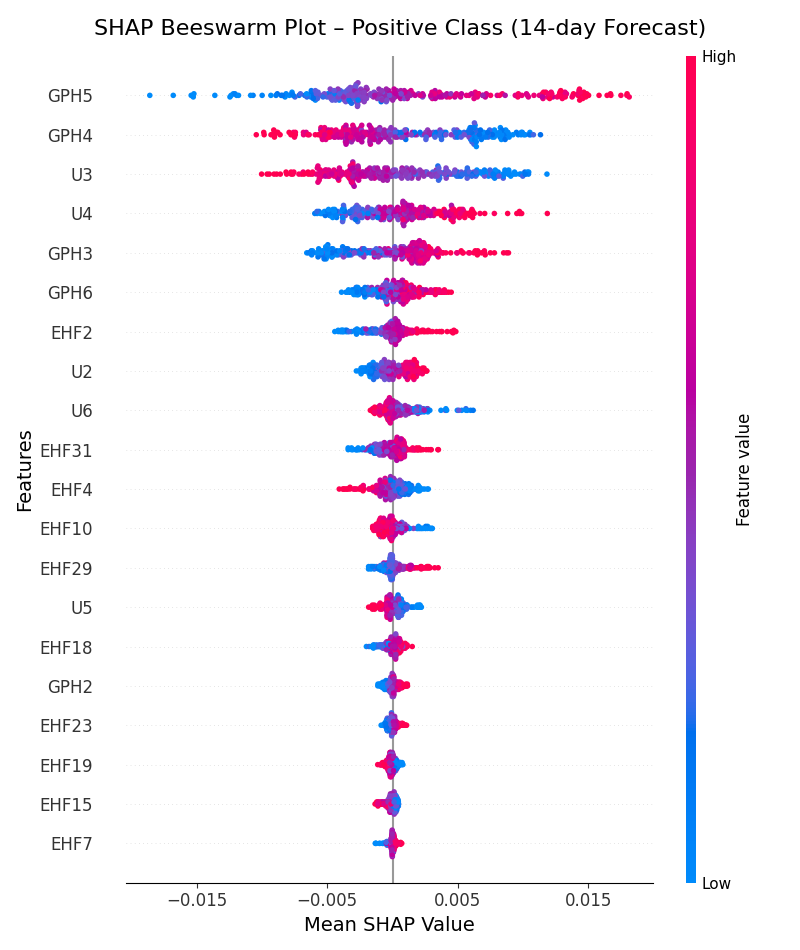 SHAP Beeswarm Plot – Positive Class (14-day Forecast)
High
GPH5
GPH4
U3
U4
GPH3
GPH6
EHF2
U2
U6
EHF31
EHF4
EHF10
EHF29
U5
EHF18
GPH2
EHF23
EHF19
EHF15
EHF7
Features
Feature value
Low
−0.015
−0.005
0.005
0.015
Mean SHAP Value